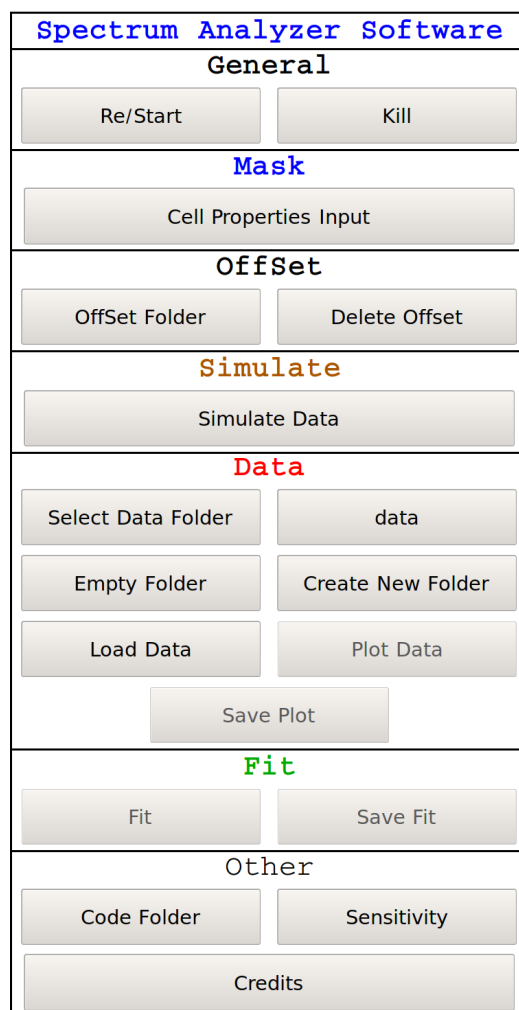 Spectrum Analyzer Software
General
Re/Start Kill
Mask
Cell Properties Input
OffSet
OffSet Folder Delete Offset
Simulate
Simulate Data
Data
Select Data Folder data
Empty Folder Create New Folder
Load Data Plot Data
Save Plot
Fit
Fit Save Fit
Other
Code Folder Sensitivity
Credits